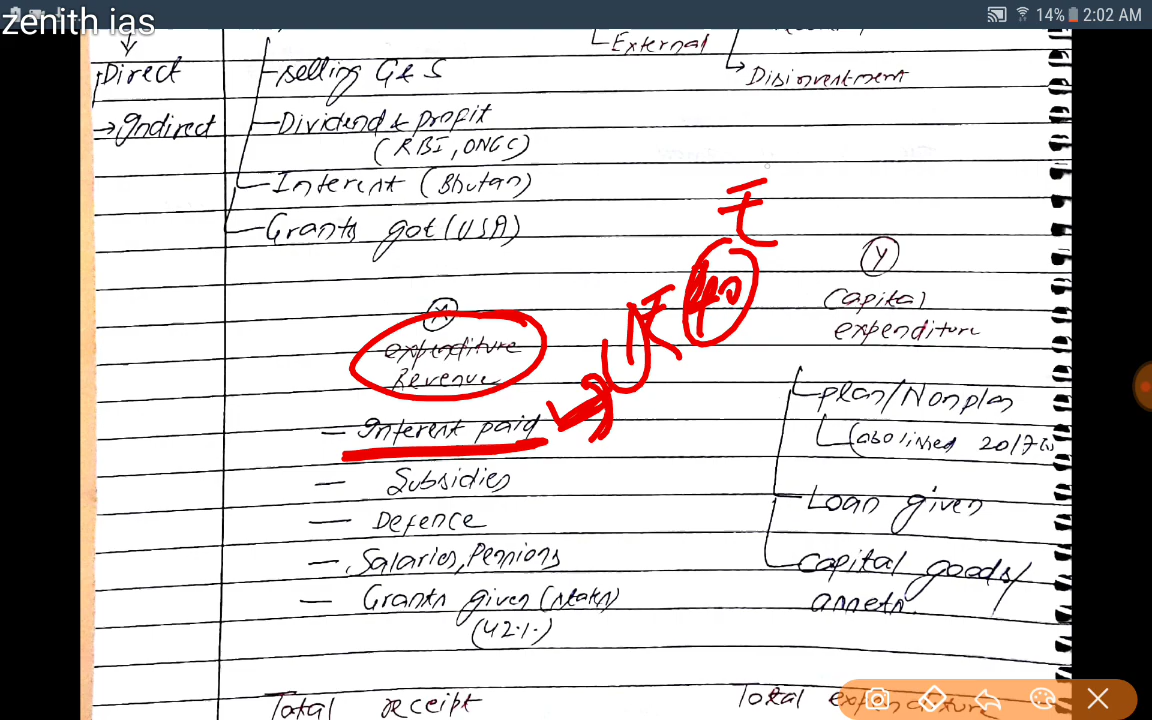 zenith ias
14% 2:02 AM
External
Direct
selling G & S
Disinvestment
Indirect
Dividend & profit
(RBI, ONGC)
Interest (Bhutan)
Grants got (USA)
X
Y
expenditure
Revenue
Capital
expenditure
Interest paid
plan/Nonplan
(abolished 2017
Subsidies
Loan given
Defence
Salaries, Pensions
capital goods/
assets.
Grants given (states)
(42%)
Total receipt
Total expenditure